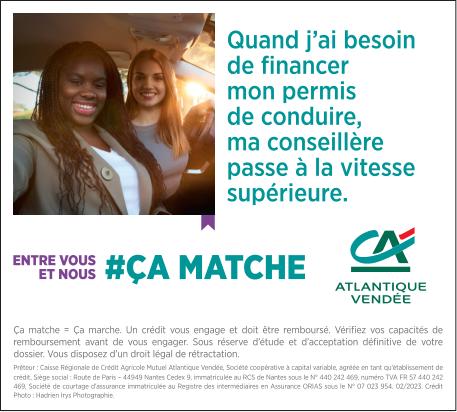 Quand j'ai besoin
de financer
mon permis
de conduire,
ma conseillère
passe à la vitesse
supérieure.
ENTRE VOUS
ET NOUS
#ÇA MATCHE
CA
ATLANTIQUE
VENDÉE
Ça matche = Ça marche. Un crédit vous engage et doit être remboursé. Vérifiez vos capacités de
remboursement avant de vous engager. Sous réserve d'étude et d'acceptation définitive de votre
dossier. Vous disposez d'un droit légal de rétractation.
Prêteur : Caisse Régionale de Crédit Agricole Mutuel Atlantique Vendée, Société coopérative à capital variable, agréée en tant qu'établissement de
crédit, Siège social : Route de Paris – 44949 Nantes Cedex 9, immatriculée au RCS de Nantes sous le N° 440 242 469, numéro TVA FR 57 440 242
469, Société de courtage d'assurance immatriculée au Registre des intermédiaires en Assurance ORIAS sous le N° 07 023 954. 02/2023. Crédit
Photo : Hadrien Iryx Photographie